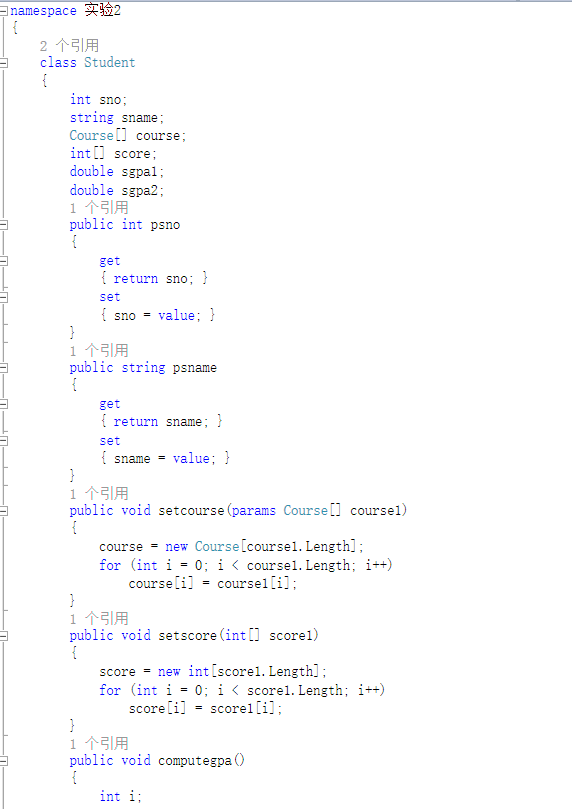 namespace 实验2
{
2 个引用
class Student
{
int sno;
string sname;
Course[] course;
int[] score;
double sgpa1;
double sgpa2;
1 个引用
public int psno
{
get
{ return sno; }
set
{ sno = value; }
}
1 个引用
public string psname
{
get
{ return sname; }
set
{ sname = value; }
}
1 个引用
public void setcourse(params Course[] course1)
{
course = new Course[course1.Length];
for (int i = 0; i < course1.Length; i++)
course[i] = course1[i];
}
1 个引用
public void setscore(int[] score1)
{
score = new int[score1.Length];
for (int i = 0; i < score1.Length; i++)
score[i] = score1[i];
}
1 个引用
public void computegpa()
{
int i;